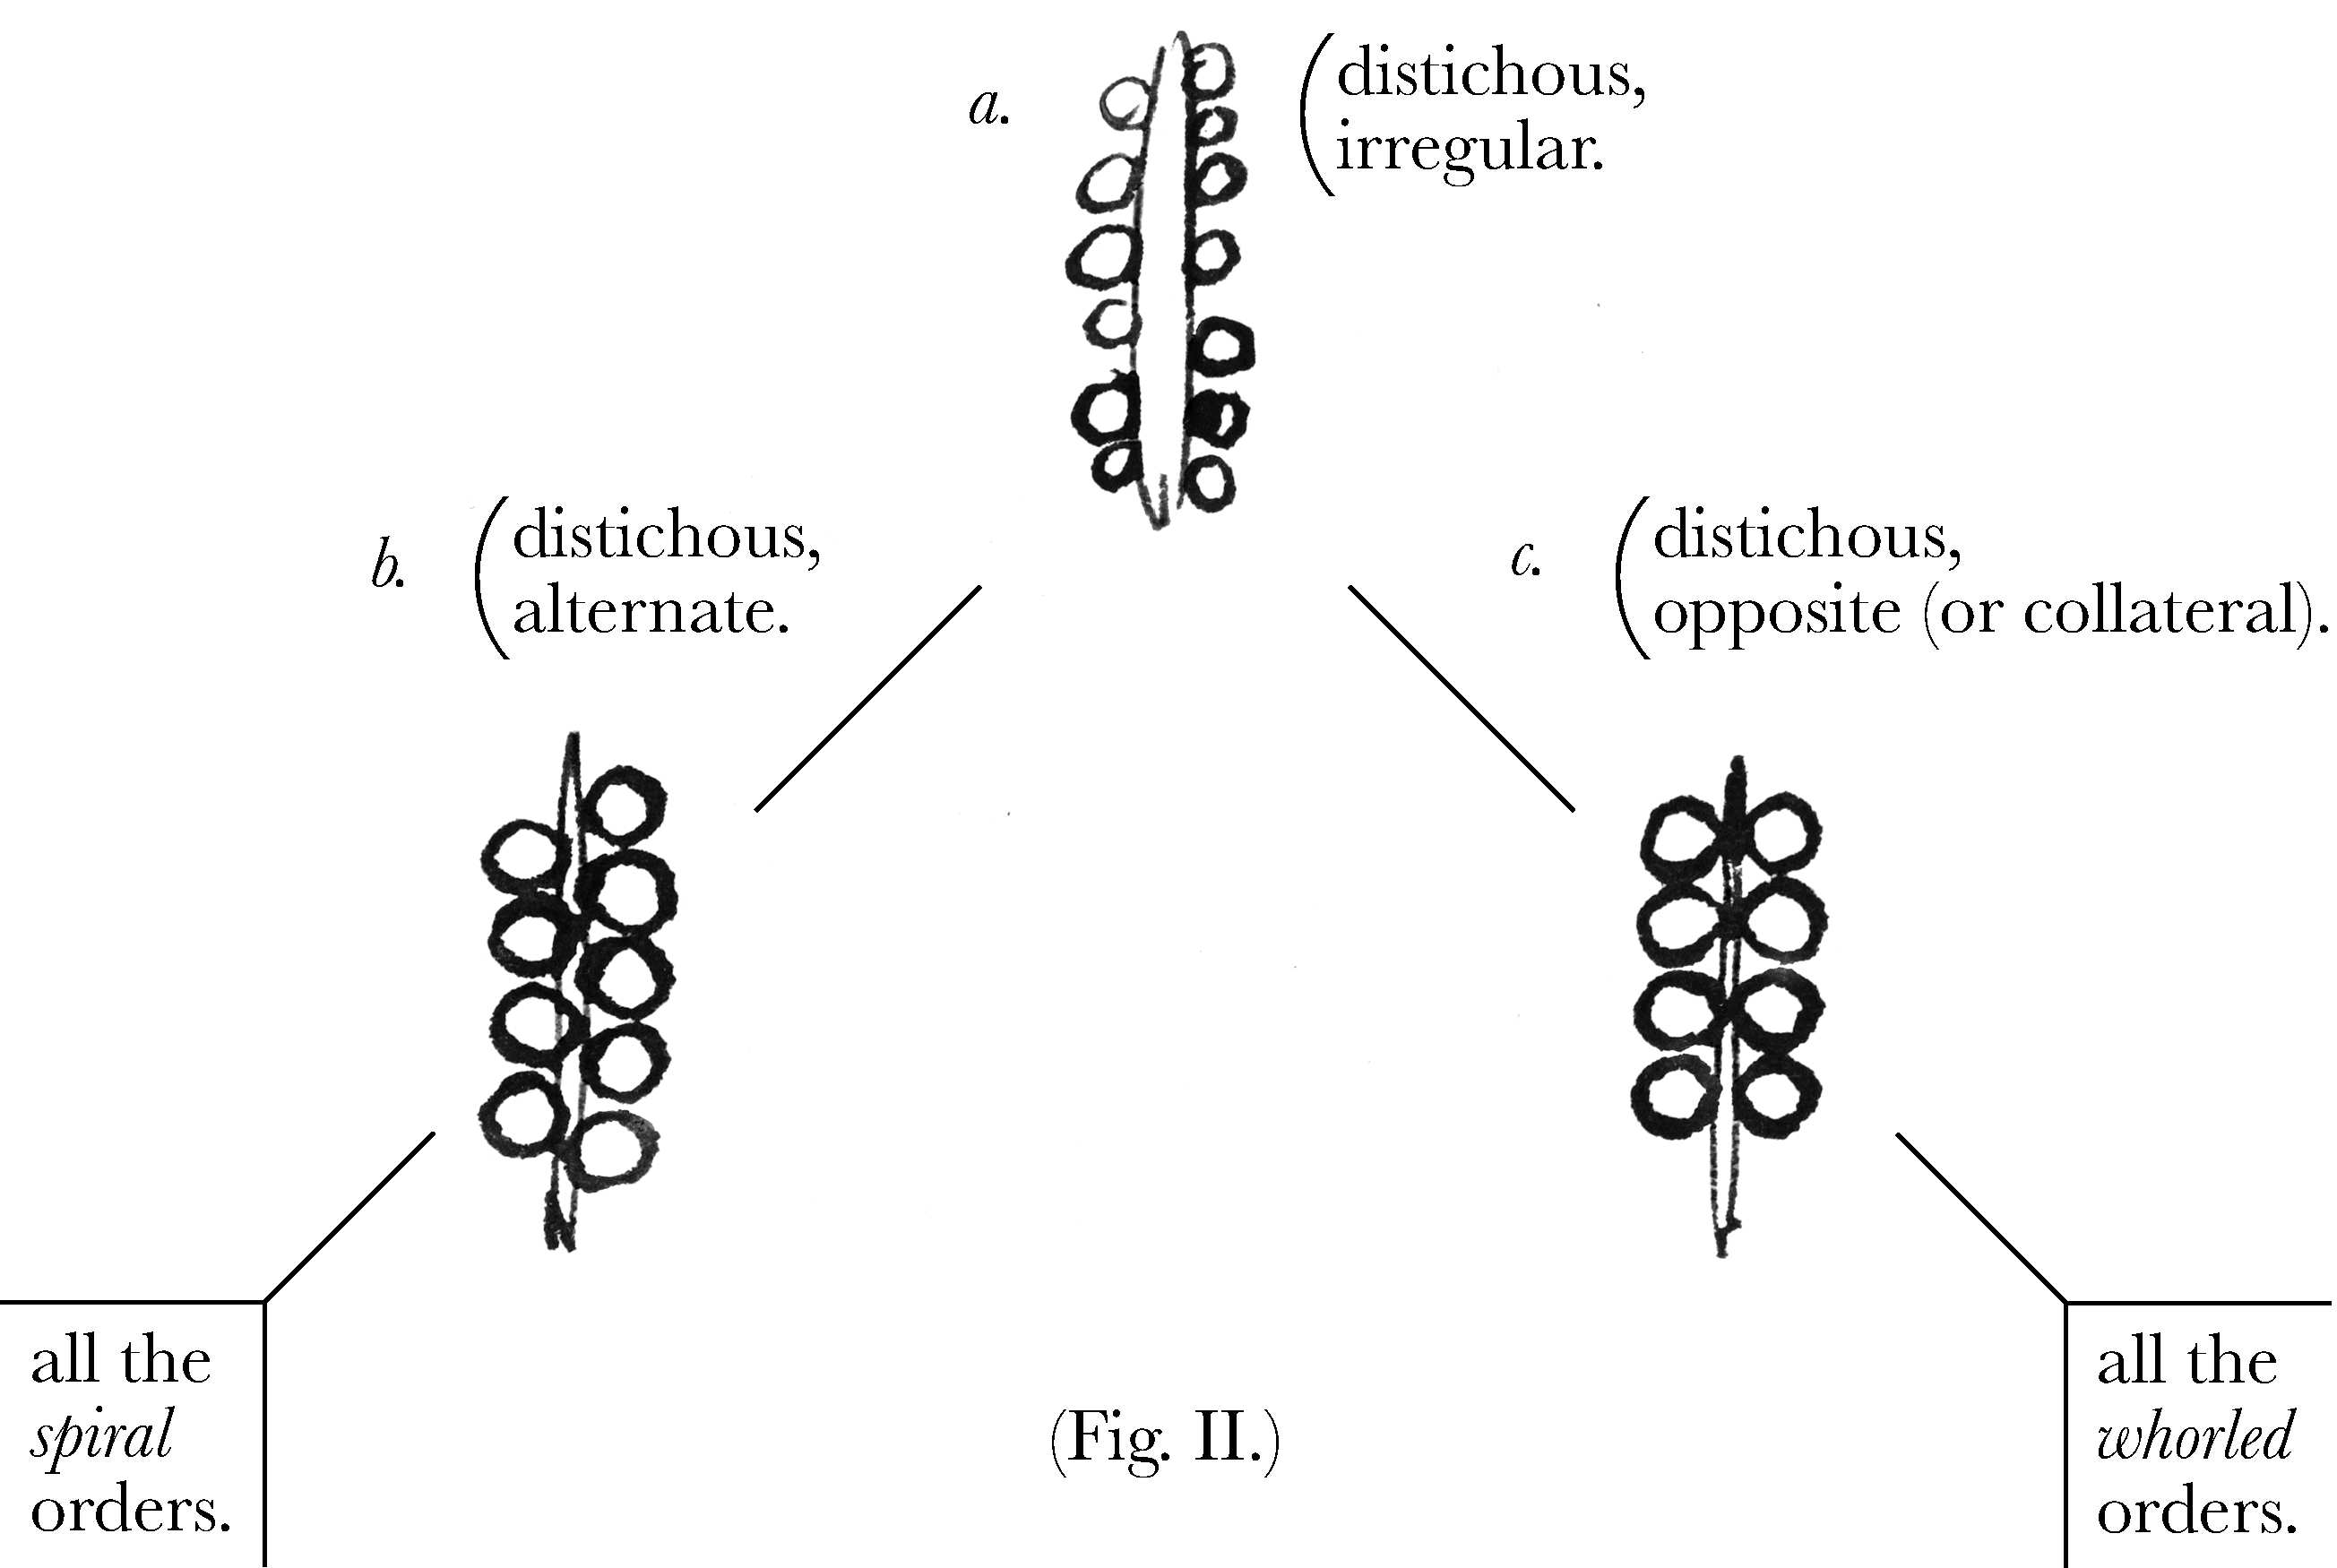 a.
(distichous,
irregular.
b.
(distichous,
alternate.
c.
(distichous,
opposite (or collateral).
all the
spiral
orders.
(Fig. II.)
all the
whorled
orders.